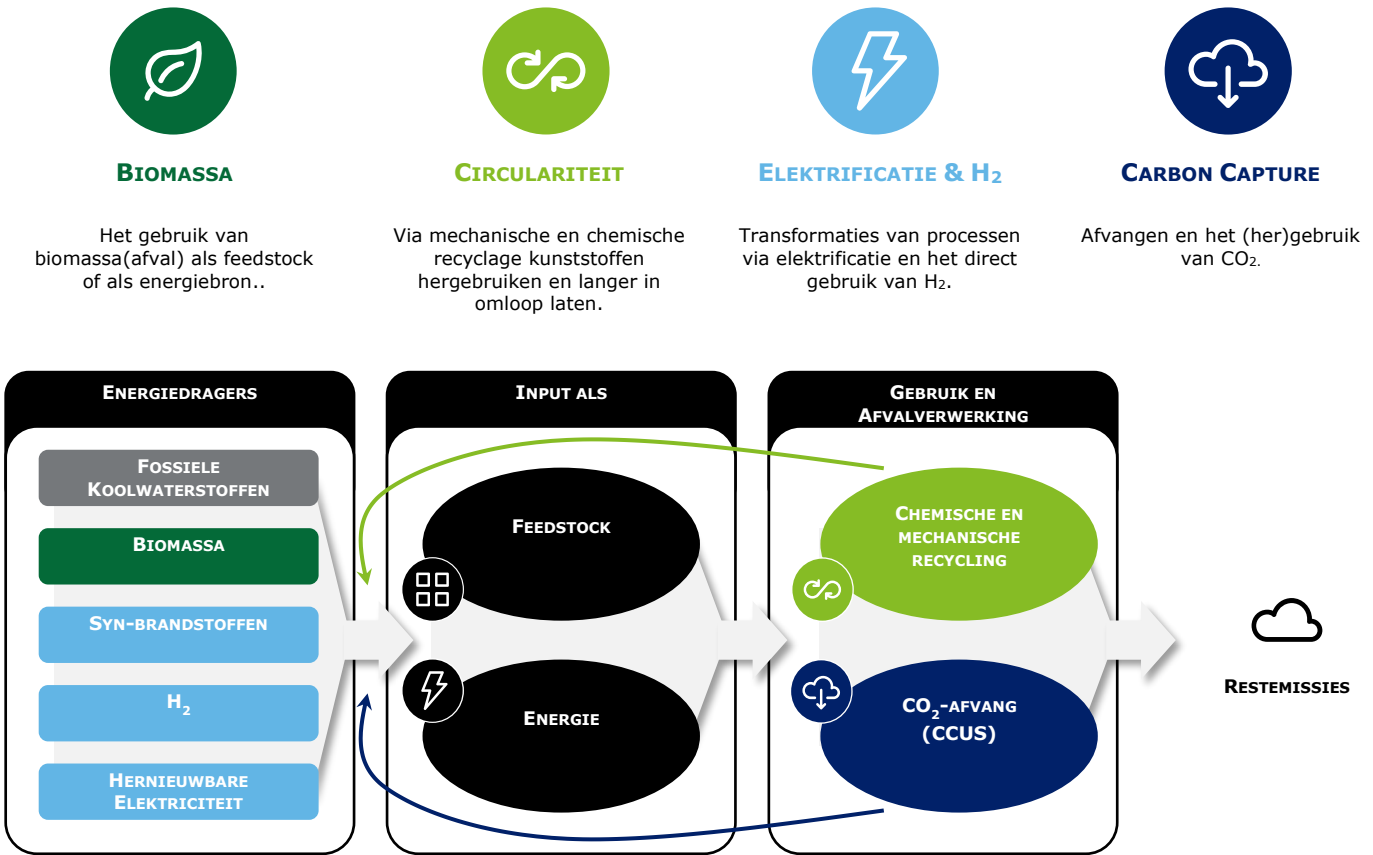 BIOMASSA
CIRCULARITEIT
ELEKTRIFICATIE & H₂
CARBON CAPTURE
Het gebruik van
biomassa(afval) als feedstock
of als energiebron..
Via mechanische en chemische
recyclage kunststoffen
hergebruiken en langer in
omloop laten.
Transformaties van processen
via elektrificatie en het direct
gebruik van H₂.
Afvangen en het (her)gebruik
van CO₂.
ENERGIEDRAGERS
FOSSIELE
KOOLWATERSTOFFEN
BIOMASSA
SYN-BRANDSTOFFEN
H₂
HERNIEUWBARE
ELEKTRICITEIT
INPUT ALS
FEEDSTOCK
ENERGIE
GEBRUIK EN
AFVALVERWERKING
CHEMISCHE EN
MECHANISCHE
RECYCLING
CO₂-AFVANG
(CCUS)
RESTEMISSIES